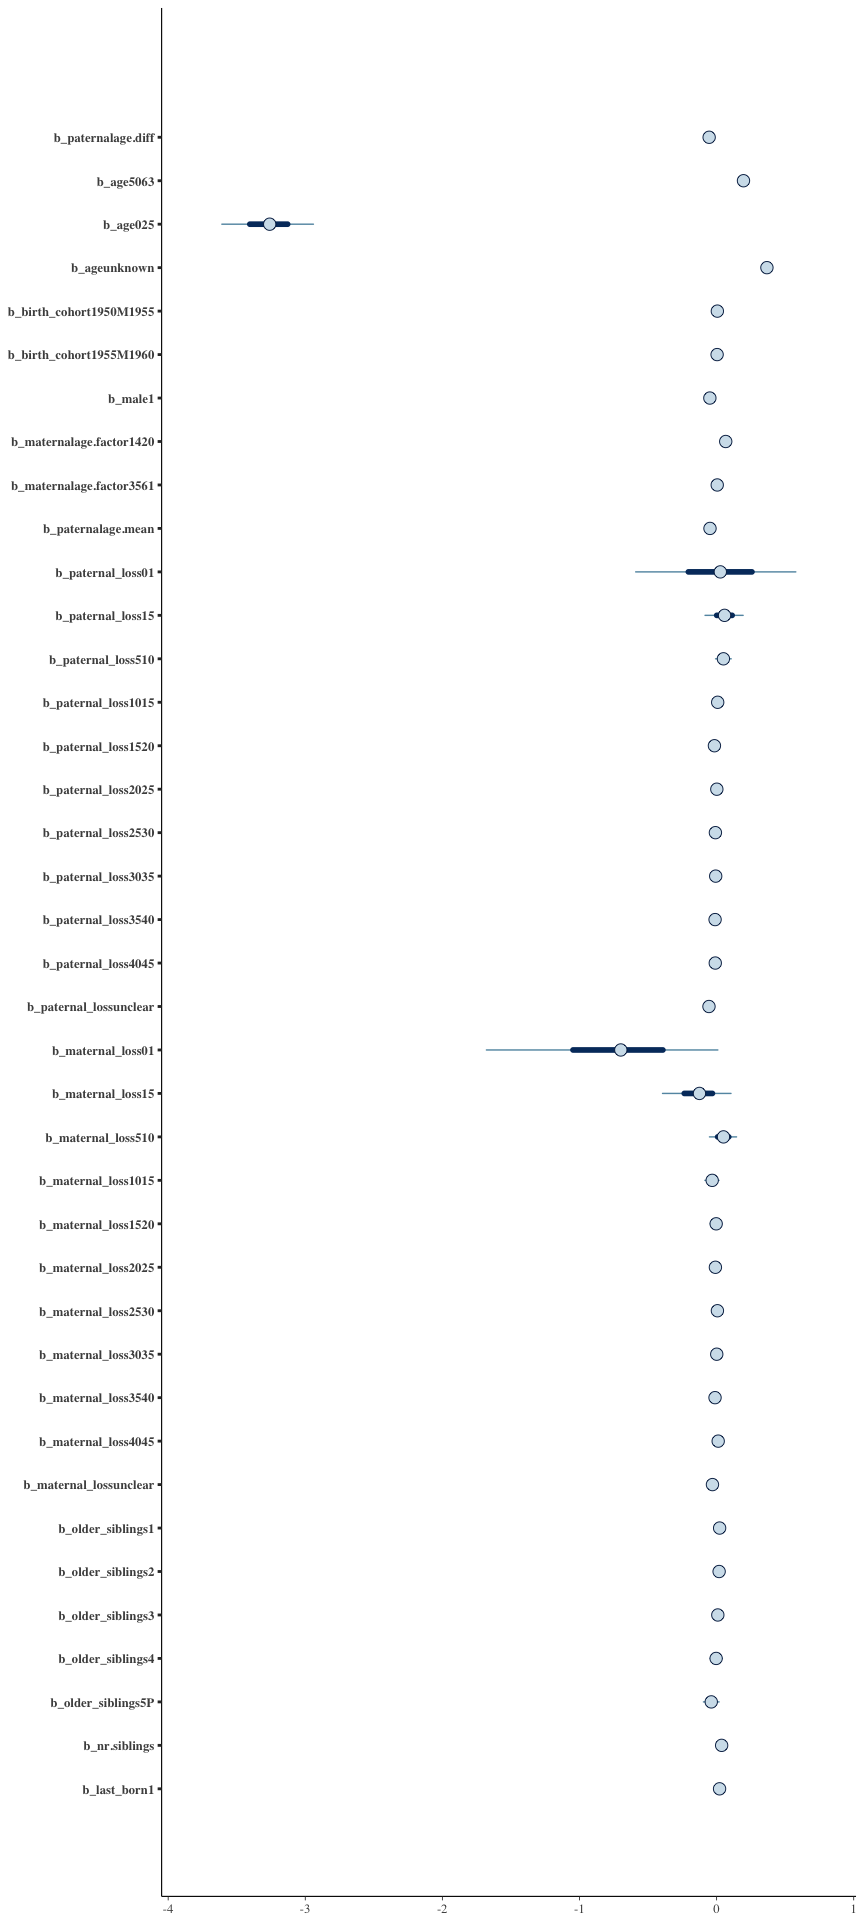 b_paternalage.diff
b_age5063
b_age025
b_ageunknown
b_birth_cohort1950M1955
b_birth_cohort1955M1960
b_male1
b_maternalage.factor1420
b_maternalage.factor3561
b_paternalage.mean
b_paternal_loss01
b_paternal_loss15
b_paternal_loss510
b_paternal_loss1015
b_paternal_loss1520
b_paternal_loss2025
b_paternal_loss2530
b_paternal_loss3035
b_paternal_loss3540
b_paternal_loss4045
b_paternal_lossunclear
b_maternal_loss01
b_maternal_loss15
b_maternal_loss510
b_maternal_loss1015
b_maternal_loss1520
b_maternal_loss2025
b_maternal_loss2530
b_maternal_loss3035
b_maternal_loss3540
b_maternal_loss4045
b_maternal_lossunclear
b_older_siblings1
b_older_siblings2
b_older_siblings3
b_older_siblings4
b_older_siblings5P
b_nr.siblings
b_last_born1
-4 -3 -2 -1 0 1